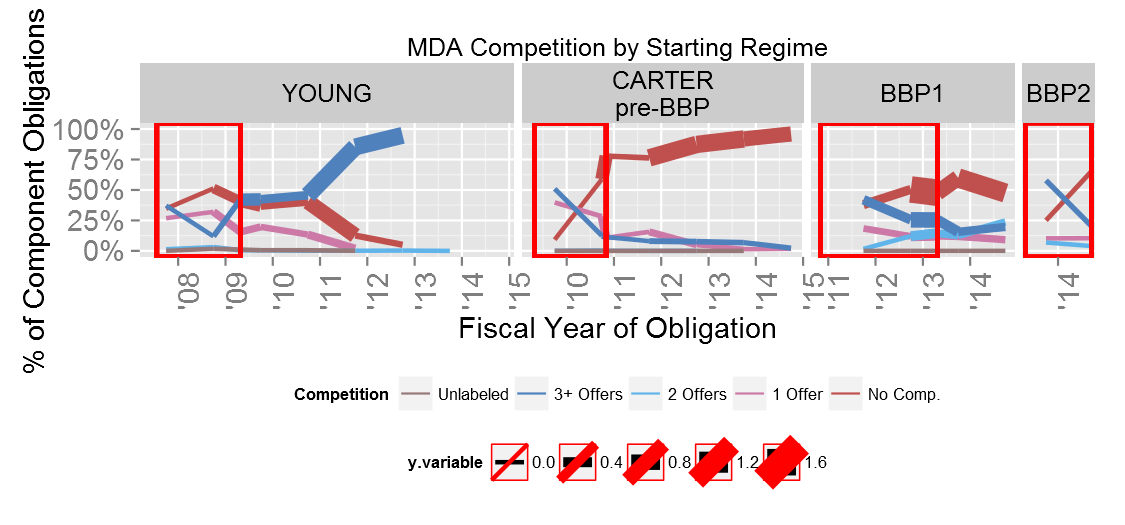 MDA Competition by Starting Regime
YOUNG
CARTER
pre-BBP
BBP1
BBP2
% of Component Obligations
100%
75%
50%
25%
0%
'08 '09 '10 '11 '12 '13 '14 '15 '10 '11 '12 '13 '14 '15 '11 '12 '13 '14 '14
Fiscal Year of Obligation
Competition Unlabeled 3+ Offers 2 Offers 1 Offer No Comp.
y.variable 0.0 0.4 0.8 1.2 1.6